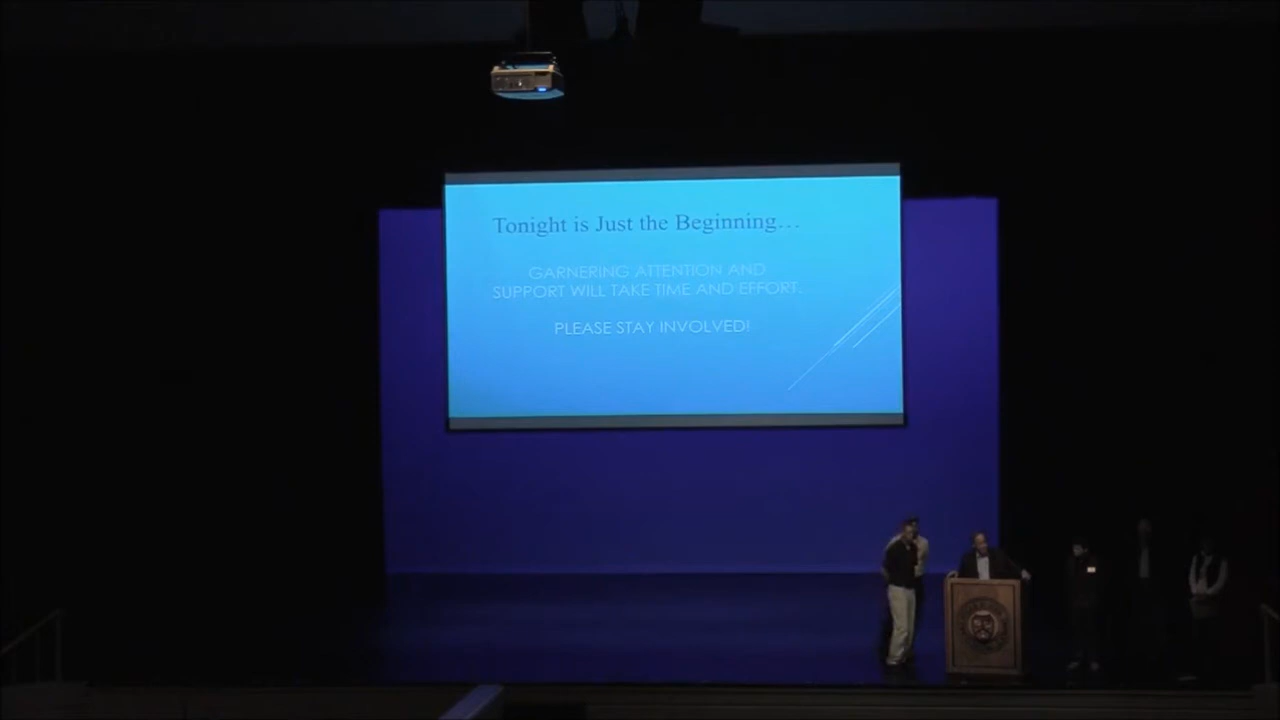 Tonight is Just the Beginning...
GARNERING ATTENTION AND
SUPPORT WILL TAKE TIME AND EFFORT.
PLEASE STAY INVOLVED!